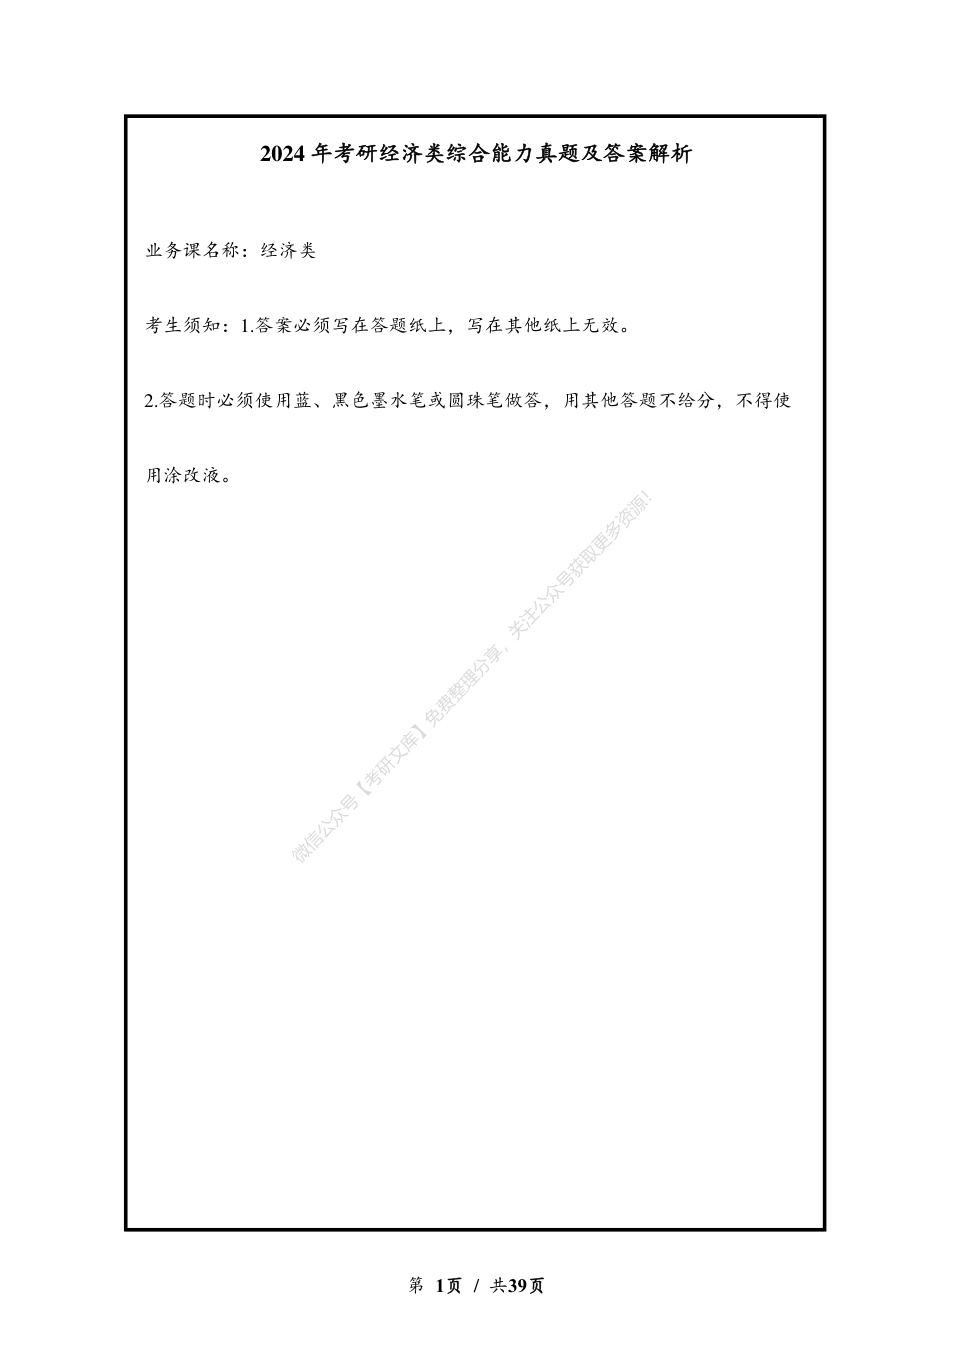 2024 年考研经济类综合能力真题及答案解析
业务课名称：经济类
考生须知：1.答案必须写在答题纸上，写在其他纸上无效。
2.答题时必须使用蓝、黑色墨水笔或圆珠笔做答，用其他答题不给分，不得使
用涂改液。
微信公众号【考研文库】免费整理分享，关注公众号获取更多资源！
第 1页 / 共39页